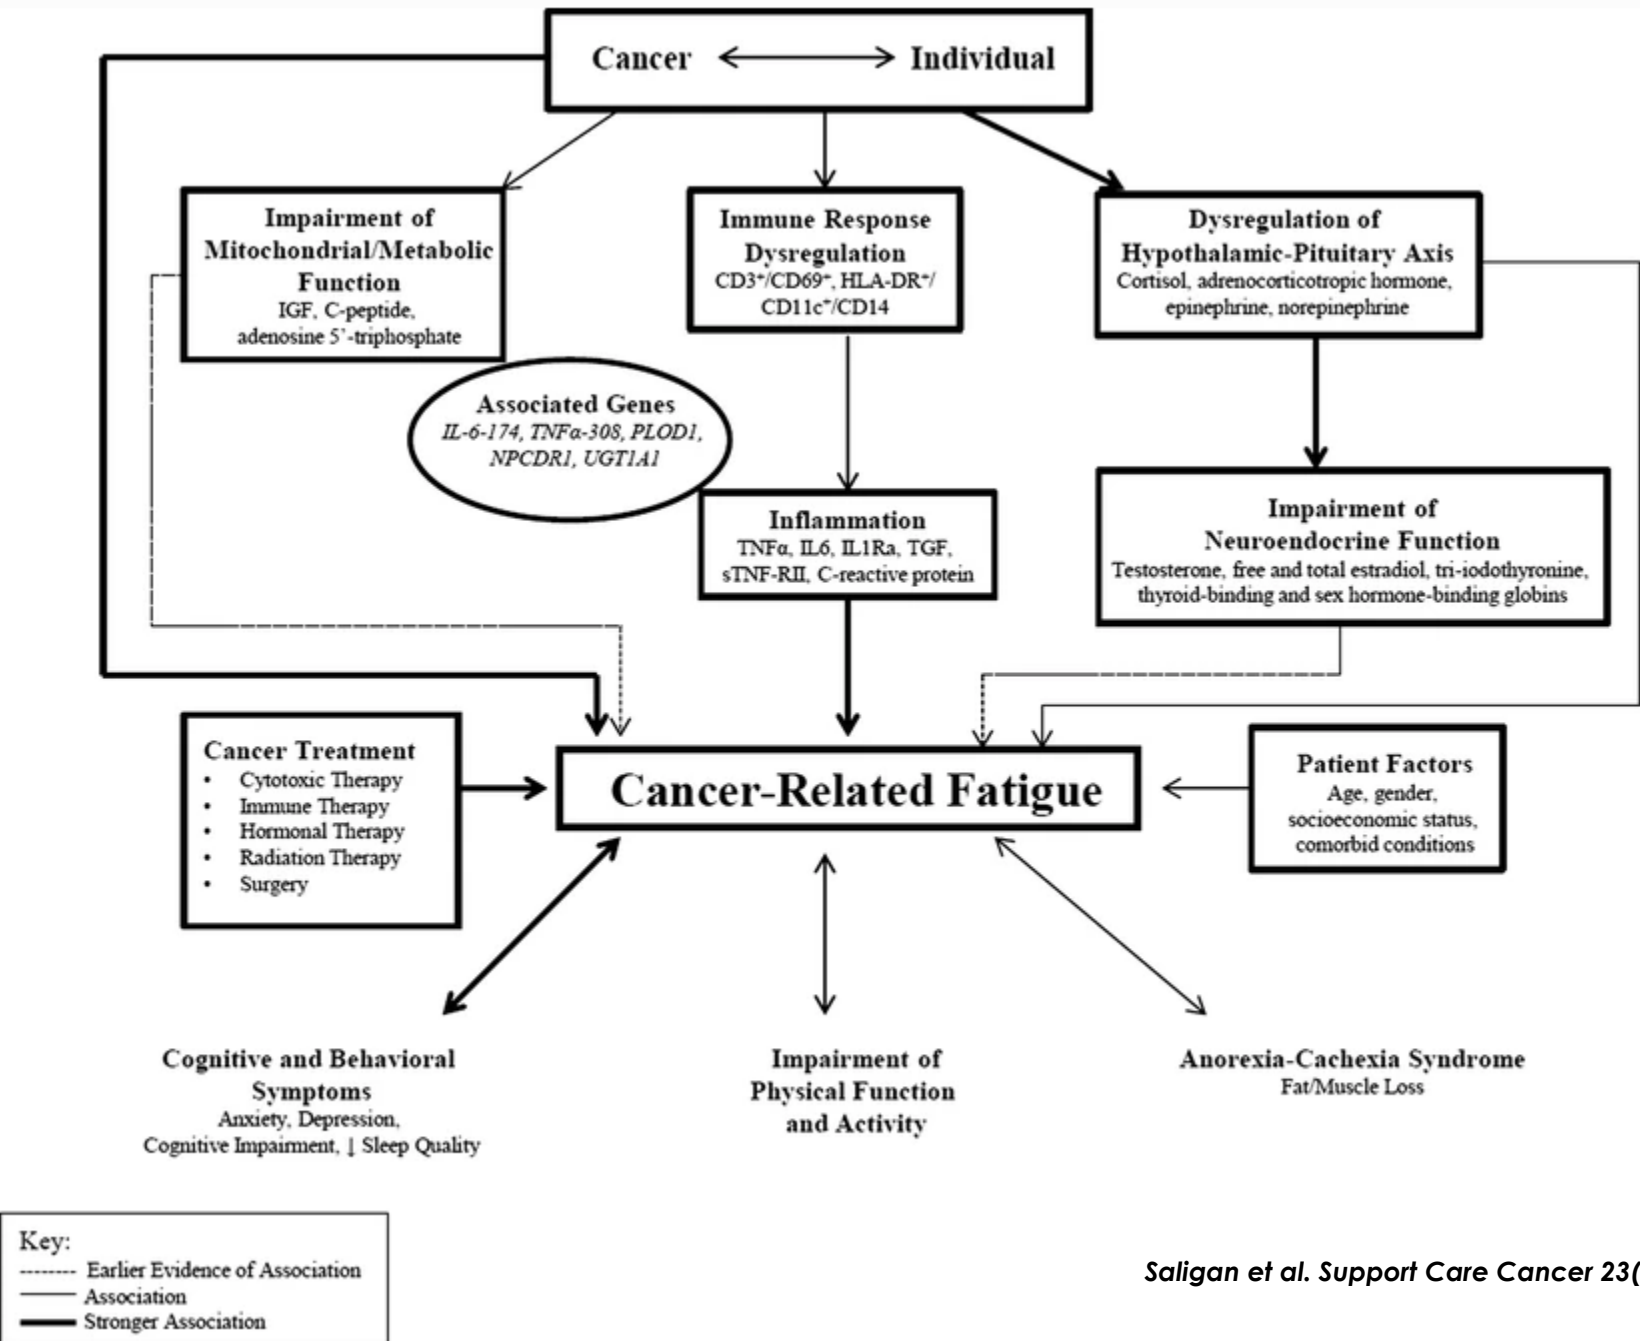 Cancer Individual
Impairment of
Mitochondrial/Metabolic
Function
IGF, C-peptide,
adenosine 5’-triphosphate
Immune Response
Dysregulation
CD3⁺/CD69⁺, HLA-DR⁺/
CD11c⁺/CD14
Dysregulation of
Hypothalamic-Pituitary Axis
Cortisol, adrenocorticotropic hormone,
epinephrine, norepinephrine
Associated Genes
IL-6-174, TNFα-308, PLOD1,
NPCDR1, UGT1A1
Inflammation
TNFα, IL6, IL1Ra, TGF,
sTNF-RII, C-reactive protein
Impairment of
Neuroendocrine Function
Testosterone, free and total estradiol, tri-iodothyronine,
thyroid-binding and sex hormone-binding globins
Cancer Treatment
• Cytotoxic Therapy
• Immune Therapy
• Hormonal Therapy
• Radiation Therapy
• Surgery
Cancer-Related Fatigue
Patient Factors
Age, gender,
socioeconomic status,
comorbid conditions
Cognitive and Behavioral
Symptoms
Anxiety, Depression,
Cognitive Impairment, ↓ Sleep Quality
Impairment of
Physical Function
and Activity
Anorexia-Cachexia Syndrome
Fat/Muscle Loss
Key:
Earlier Evidence of Association
Association
Stronger Association
Saligan et al. Support Care Cancer 23(